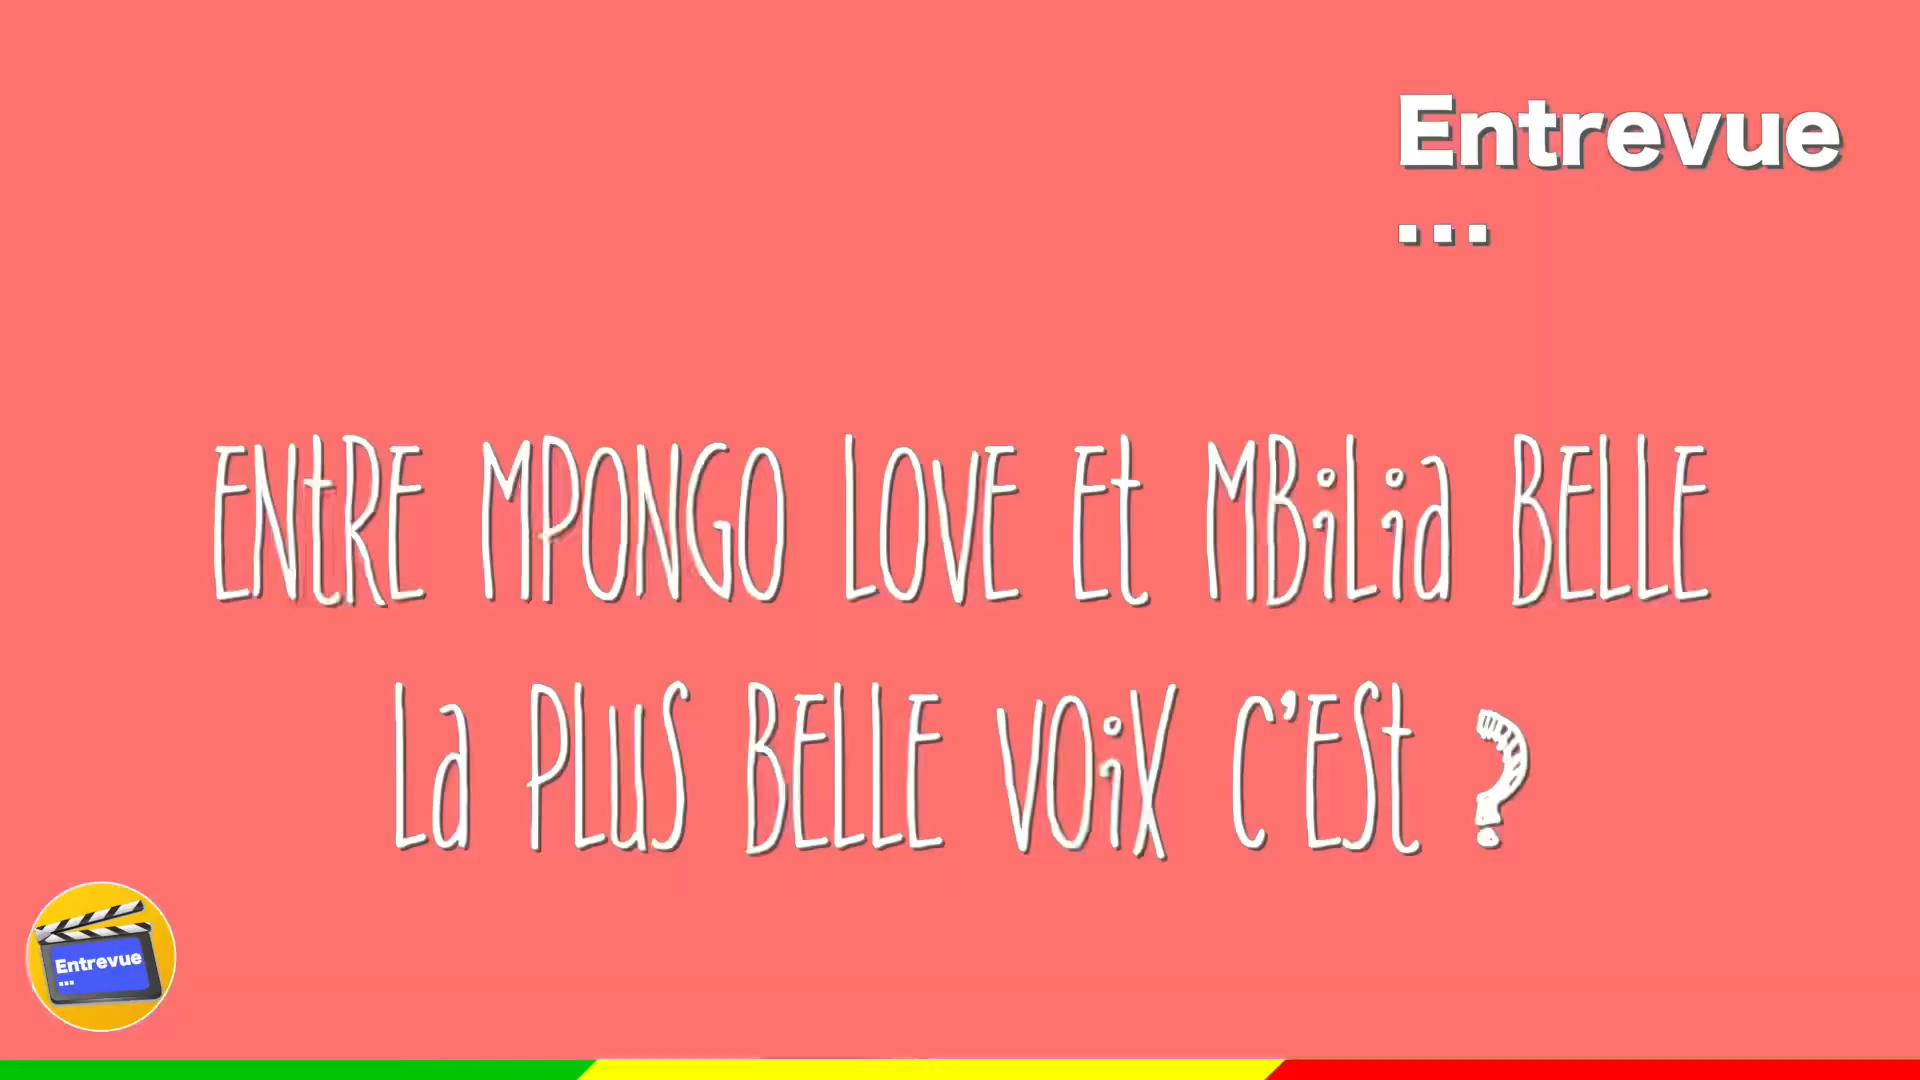 Entrevue
...
ENtRE MPONGO LOVE Et MBiLia BELLE
La PLuS BELLE VOiX C'ESt ?
Entrevue
...